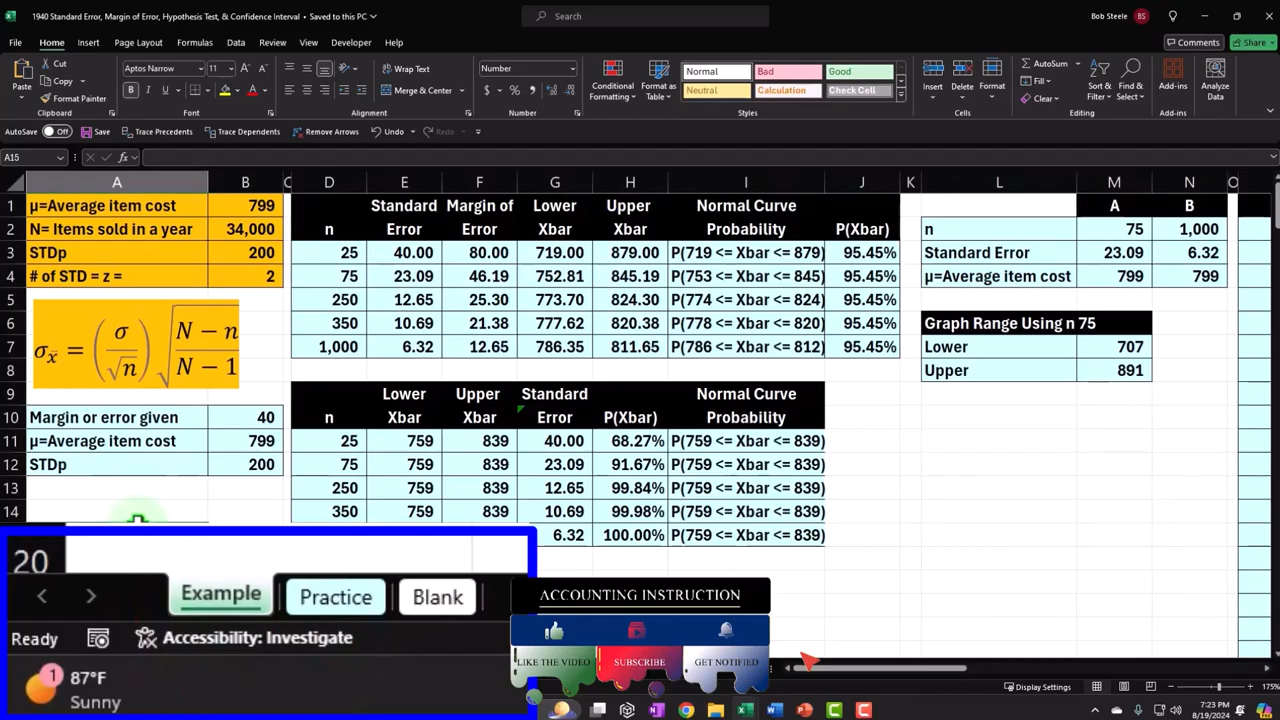 1940 Standard Error, Margin of Error, Hypothesis Test, & Confidence Interval • Saved to this PC
Search
Bob Steele BS
File Home Insert Page Layout Formulas Data Review View Developer Help
Comments Share
Paste
Cut
Copy
Format Painter
Clipboard
Aptos Narrow 11
B I U
Font
Wrap Text
Merge & Center
Alignment
Number
$ % ,
Number
Conditional Formatting
Format as Table
Normal Bad Good
Neutral Calculation Check Cell
Styles
Insert Delete Format
Cells
AutoSum
Fill
Clear
Sort & Filter
Find & Select
Editing
Add-ins
Add-ins
Analyze Data
AutoSave Off Save Trace Precedents Trace Dependents Remove Arrows Undo Redo
A15 fx
A B C D E F G H I J K L M N O
1 μ=Average item cost 799 Standard Margin of Lower Upper Normal Curve A B
2 N= Items sold in a year 34,000 n Error Error Xbar Xbar Probability P(Xbar) n 75 1,000
3 STDp 200 25 40.00 80.00 719.00 879.00 P(719 <= Xbar <= 879) 95.45% Standard Error 23.09 6.32
4 # of STD = z = 2 75 23.09 46.19 752.81 845.19 P(753 <= Xbar <= 845) 95.45% μ=Average item cost 799 799
5 250 12.65 25.30 773.70 824.30 P(774 <= Xbar <= 824) 95.45%
6 350 10.69 21.38 777.62 820.38 P(778 <= Xbar <= 820) 95.45% Graph Range Using n 75
7 1,000 6.32 12.65 786.35 811.65 P(786 <= Xbar <= 812) 95.45% Lower 707
8 Upper 891
σx̄ = (σ/√n) √((N − n)/(N − 1))
9 Lower Upper Standard Normal Curve
10 Margin or error given 40 n Xbar Xbar Error P(Xbar) Probability
11 μ=Average item cost 799 25 759 839 40.00 68.27% P(759 <= Xbar <= 839)
12 STDp 200 75 759 839 23.09 91.67% P(759 <= Xbar <= 839)
13 250 759 839 12.65 99.84% P(759 <= Xbar <= 839)
14 350 759 839 10.69 99.98% P(759 <= Xbar <= 839)
6.32 100.00% P(759 <= Xbar <= 839)
20
Example Practice Blank
Ready Accessibility: Investigate
1 87°F
Sunny
ACCOUNTING INSTRUCTION
LIKE THE VIDEO SUBSCRIBE GET NOTIFIED
Display Settings 175%
7:23 PM
8/19/2024